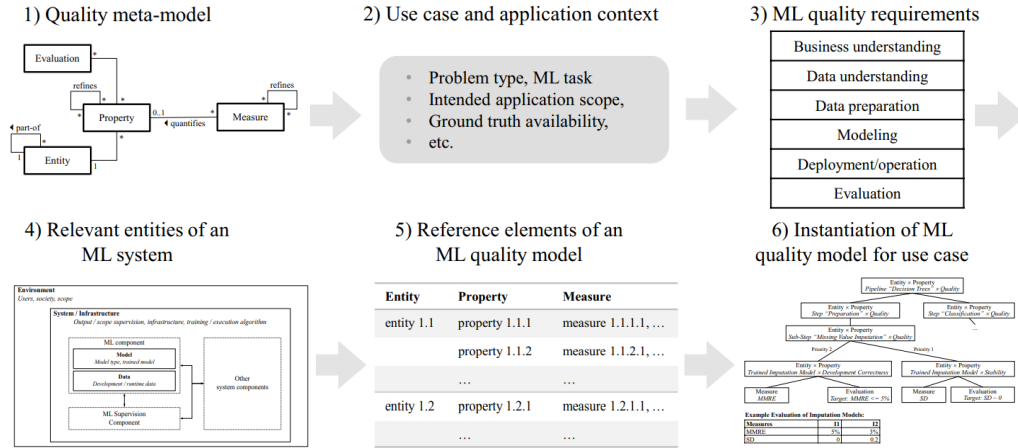 1) Quality meta-model
Evaluation
*
refines
*
*
*
Property
0..1
quantifies
*
refines
*
*
Measure
part-of
*
*
1
Entity
1
2) Use case and application context
• Problem type, ML task
• Intended application scope,
• Ground truth availability,
• etc.
3) ML quality requirements
Business understanding
Data understanding
Data preparation
Modeling
Deployment/operation
Evaluation
4) Relevant entities of an
ML system
Environment
Users, society, scope
System / Infrastructure
Output / scope supervision, infrastructure, training / execution algorithm
ML component
Model
Model type, trained model
Data
Development / runtime data
ML Supervision
Component
Other
system components
5) Reference elements of an
ML quality model
Entity Property Measure
entity 1.1 property 1.1.1 measure 1.1.1.1, …
property 1.1.2 measure 1.1.2.1, …
… …
entity 1.2 property 1.2.1 measure 1.2.1.1, …
… …
6) Instantiation of ML
quality model for use case
Entity × Property
Pipeline "Decision Trees" × Quality
Entity × Property
Step "Preparation" × Quality
Entity × Property
Step "Classification" × Quality
...
Entity × Property
Sub-Step "Missing Value Imputation" × Quality
Priority 2
Priority 1
Entity × Property
Trained Imputation Model × Development Correctness
Entity × Property
Trained Imputation Model × Stability
Measure
MMRE
Evaluation
Target: MMRE <= 5%
Measure
SD
Evaluation
Target: SD ~ 0
Example Evaluation of Imputation Models:
Measures I1 I2
MMRE 5% 3%
SD 0 0.2